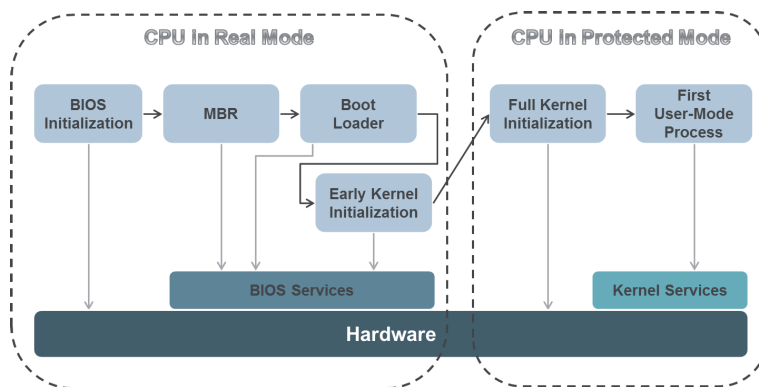 CPU in Real Mode
CPU in Protected Mode
BIOS
Initialization
MBR
Boot
Loader
Full Kernel
Initialization
First
User-Mode
Process
Early Kernel
Initialization
BIOS Services
Kernel Services
Hardware